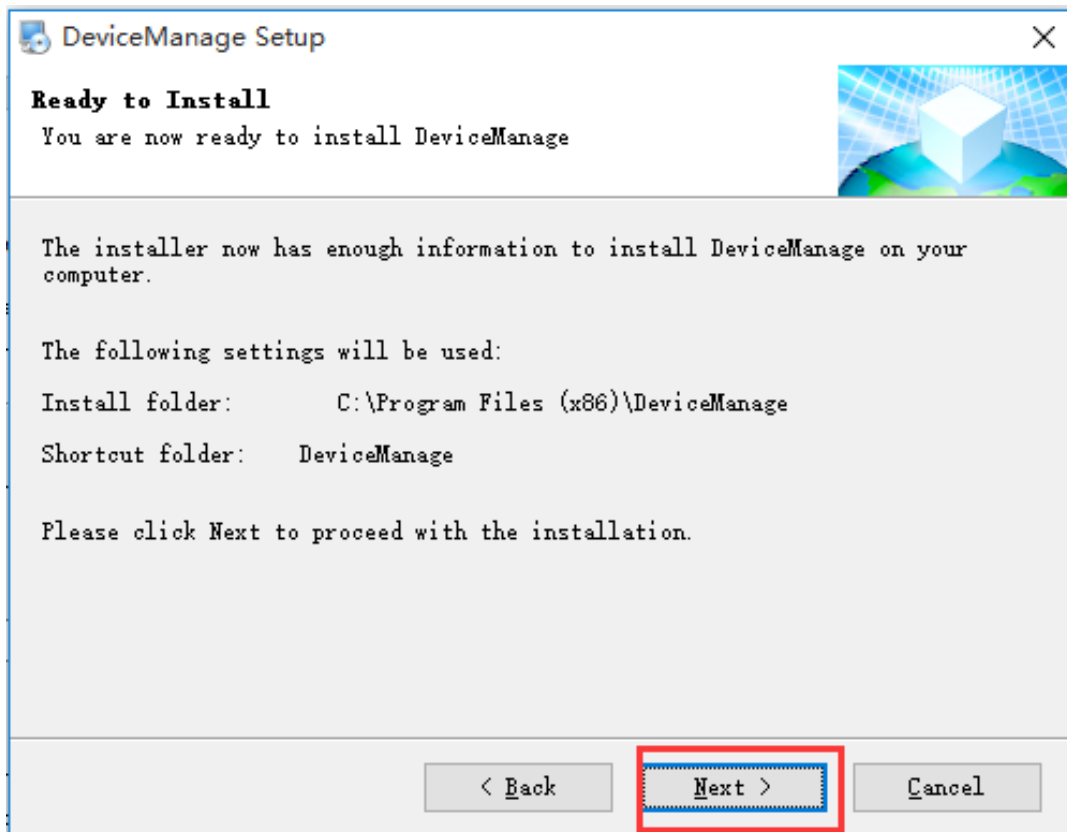 DeviceManage Setup
Ready to Install
You are now ready to install DeviceManage
The installer now has enough information to install DeviceManage on your
computer.
The following settings will be used:
Install folder: C:\Program Files (x86)\DeviceManage
Shortcut folder: DeviceManage
Please click Next to proceed with the installation.
< Back Next > Cancel